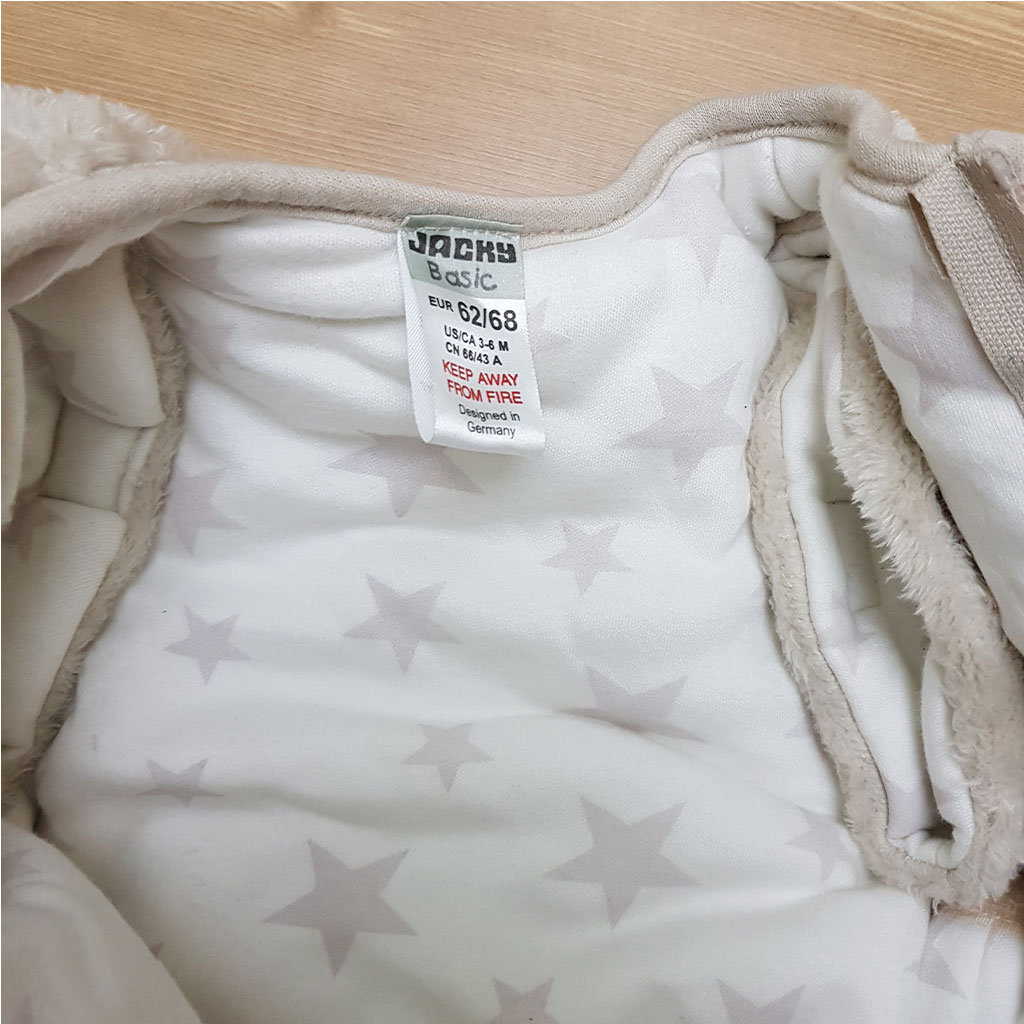 JACKY
Basic
EUR 62/68
US/CA 3-6 M
CN 66/43 A
KEEP AWAY
FROM FIRE
Designed in
Germany